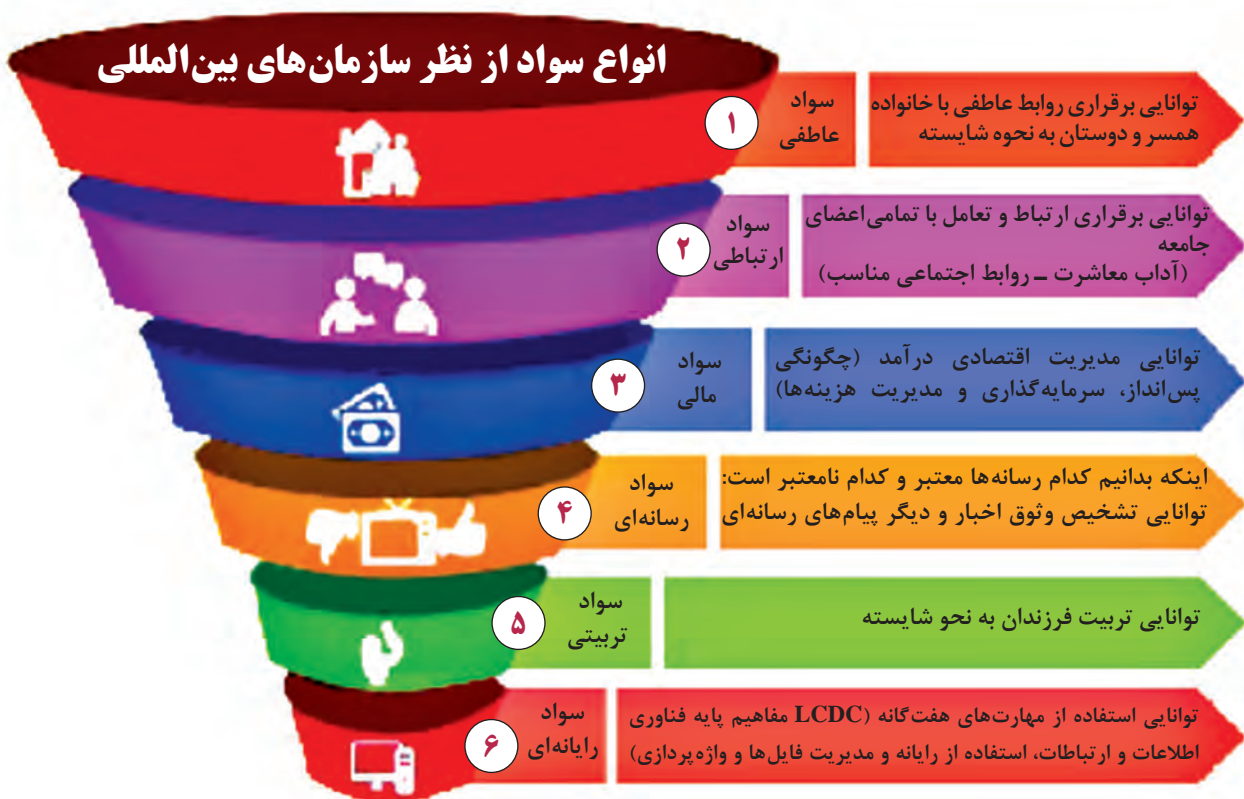 انواع سواد از نظر سازمان‌های بین‌المللی
۱
سواد
عاطفی
توانایی برقراری روابط عاطفی با خانواده
همسر و دوستان به نحوه شایسته
۲
سواد
ارتباطی
توانایی برقراری ارتباط و تعامل با تمامی اعضای
جامعه
(آداب معاشرت ــ روابط اجتماعی مناسب)
۳
سواد
مالی
توانایی مدیریت اقتصادی درآمد (چگونگی
پس‌انداز، سرمایه‌گذاری و مدیریت هزینه‌ها)
۴
سواد
رسانه‌ای
اینکه بدانیم کدام رسانه‌ها معتبر و کدام نامعتبر است:
توانایی تشخیص وثوق اخبار و دیگر پیام‌های رسانه‌ای
۵
سواد
تربیتی
توانایی تربیت فرزندان به نحو شایسته
۶
سواد
رایانه‌ای
توانایی استفاده از مهارت‌های هفت‌گانه (LCDC مفاهیم پایه فناوری
اطلاعات و ارتباطات، استفاده از رایانه و مدیریت فایل‌ها و واژه‌پردازی)